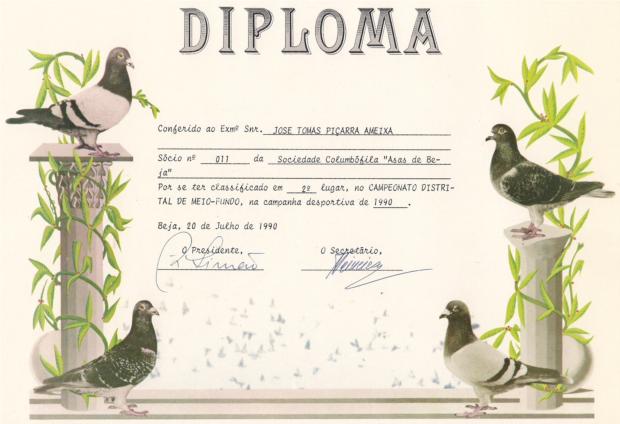 DIPLOMA
Conferido ao Exmº Snr. JOSE TOMAS PIÇARRA AMEIXA
Sócio nº 011 da Sociedade Columbófila "Asas de Be-
ja"
Por se ter classificado em 2º lugar, no CAMPEONATO DISTRI-
TAL DE MEIO-FUNDO, na campanha desportiva de 1990.
Beja, 20 de Julho de 1990
O Presidente, O Secretário,
Simão